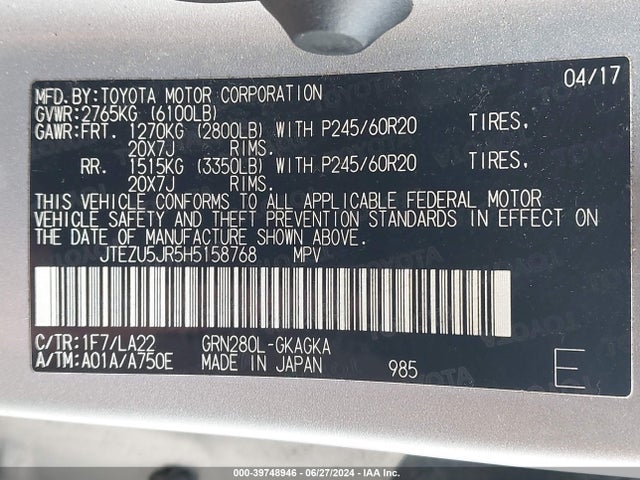 04/17
MFD.BY:TOYOTA MOTOR CORPORATION
GVWR:2765KG (6100LB)
GAWR:FRT. 1270KG (2800LB) WITH P245/60R20 TIRES,
20X7J RIMS.
RR. 1515KG (3350LB) WITH P245/60R20 TIRES,
20X7J RIMS.
THIS VEHICLE CONFORMS TO ALL APPLICABLE FEDERAL MOTOR
VEHICLE SAFETY AND THEFT PREVENTION STANDARDS IN EFFECT ON
THE DATE OF MANUFACTURE SHOWN ABOVE.
JTEZU5JR5H5158768 MPV
C/TR:1F7/LA22 GRN280L-GKAGKA
A/TM:A01A/A750E MADE IN JAPAN 985 E
000-39748946 - 06/27/2024 - IAA Inc.